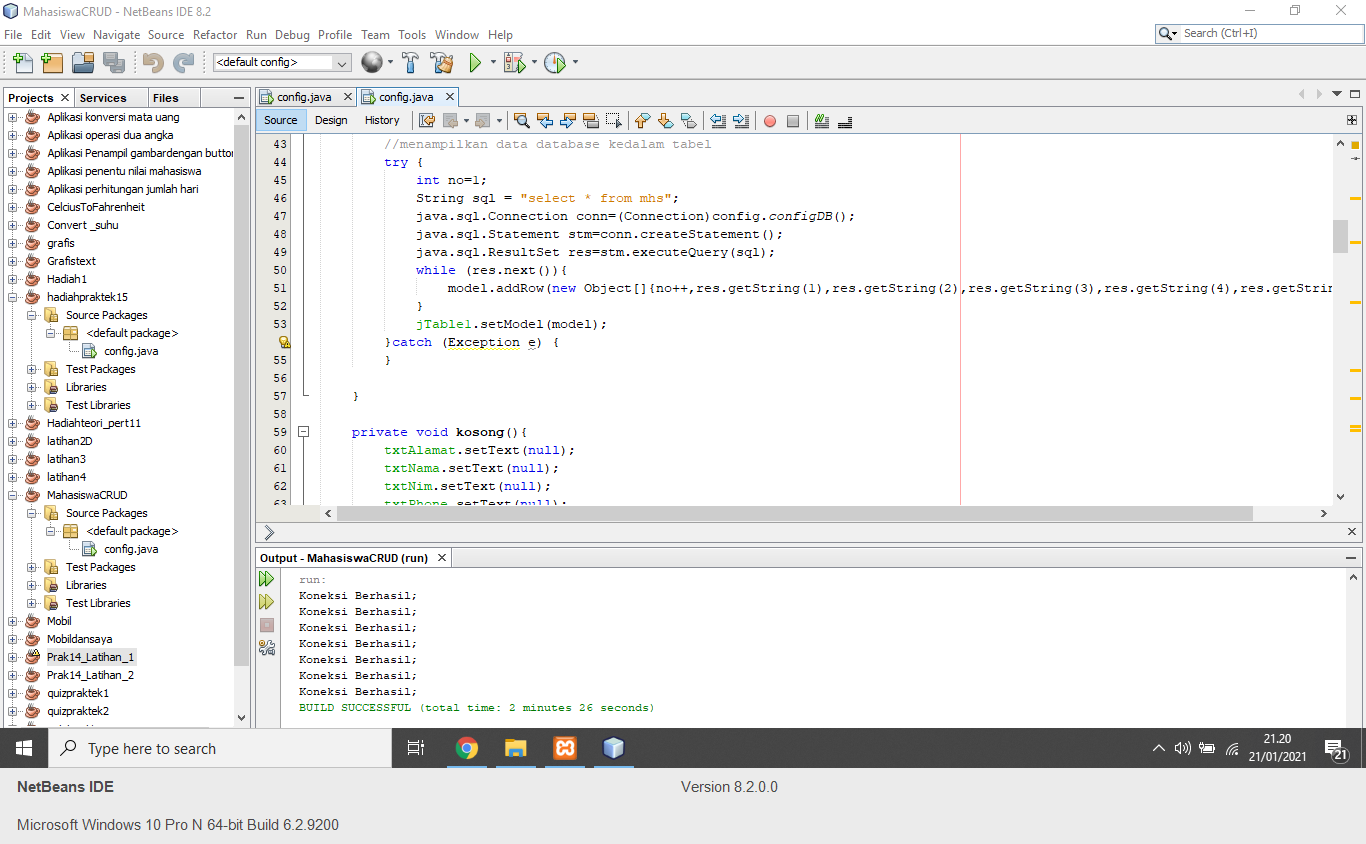 MahasiswaCRUD - NetBeans IDE 8.2
File Edit View Navigate Source Refactor Run Debug Profile Team Tools Window Help
Search (Ctrl+I)
<default config>
Projects Services Files
Aplikasi konversi mata uang
Aplikasi operasi dua angka
Aplikasi Penampil gambardengan button
Aplikasi penentu nilai mahasiswa
Aplikasi perhitungan jumlah hari
CelciusToFahrenheit
Convert _suhu
grafis
Grafistext
Hadiah1
hadiahpraktek15
Source Packages
<default package>
config.java
Test Packages
Libraries
Test Libraries
Hadiahteori_pert11
latihan2D
latihan3
latihan4
MahasiswaCRUD
Source Packages
<default package>
config.java
Test Packages
Libraries
Test Libraries
Mobil
Mobildansaya
Prak14_Latihan_1
Prak14_Latihan_2
quizpraktek1
quizpraktek2
config.java config.java
Source Design History
43 //menampilkan data database kedalam tabel
44 try {
45 int no=1;
46 String sql = "select * from mhs";
47 java.sql.Connection conn=(Connection)config.configDB();
48 java.sql.Statement stm=conn.createStatement();
49 java.sql.ResultSet res=stm.executeQuery(sql);
50 while (res.next()){
51 model.addRow(new Object[]{no++,res.getString(1),res.getString(2),res.getString(3),res.getString(4),res.getStrin
52 }
53 jTable1.setModel(model);
}catch (Exception e) {
55 }
56
57 }
58
59 private void kosong(){
60 txtAlamat.setText(null);
61 txtNama.setText(null);
62 txtNim.setText(null);
63 txtPhone.setText(null);
Output - MahasiswaCRUD (run)
run:
Koneksi Berhasil;
Koneksi Berhasil;
Koneksi Berhasil;
Koneksi Berhasil;
Koneksi Berhasil;
Koneksi Berhasil;
Koneksi Berhasil;
BUILD SUCCESSFUL (total time: 2 minutes 26 seconds)
Type here to search
21.20
21/01/2021
21
NetBeans IDE Version 8.2.0.0
Microsoft Windows 10 Pro N 64-bit Build 6.2.9200